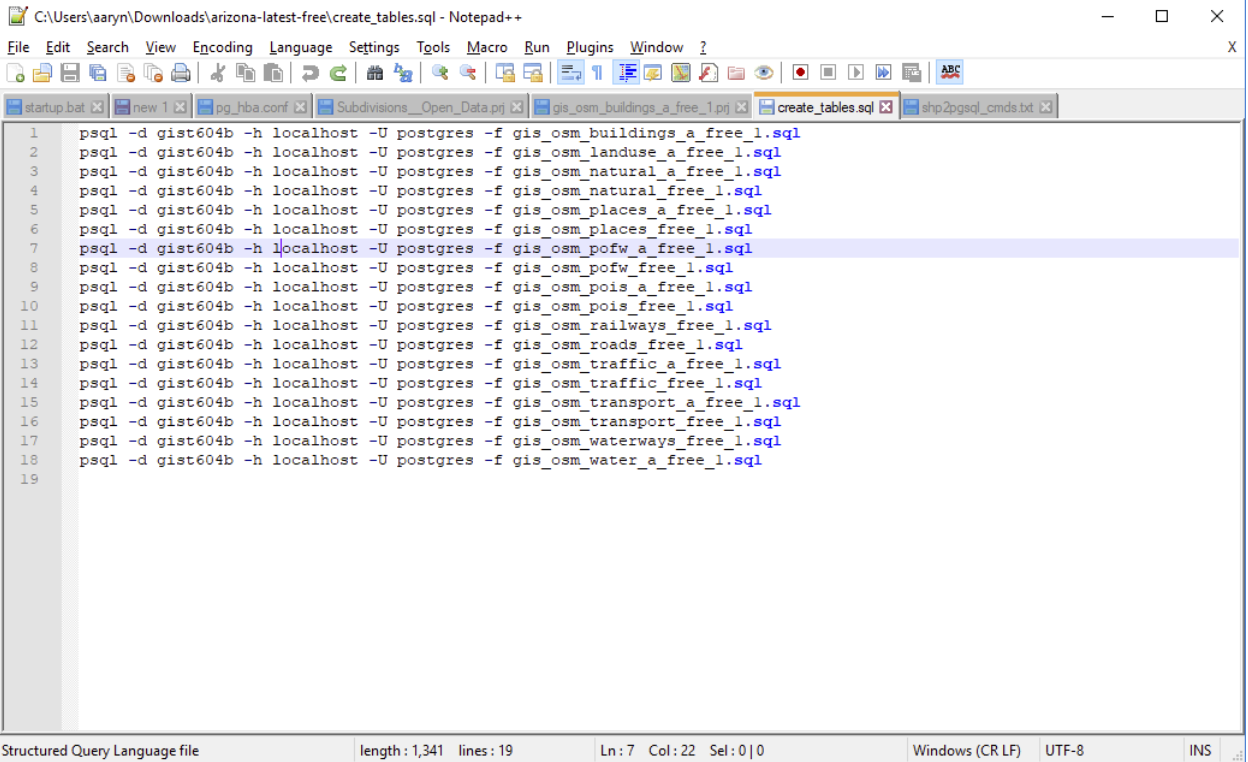 C:\Users\aaryn\Downloads\arizona-latest-free\create_tables.sql - Notepad++
File Edit Search View Encoding Language Settings Tools Macro Run Plugins Window ? X
ABC
startup.bat new 1 pg_hba.conf Subdivisions__Open_Data.prj gis_osm_buildings_a_free_1.prj create_tables.sql shp2pgsql_cmds.txt
1 psql -d gist604b -h localhost -U postgres -f gis_osm_buildings_a_free_1.sql
2 psql -d gist604b -h localhost -U postgres -f gis_osm_landuse_a_free_1.sql
3 psql -d gist604b -h localhost -U postgres -f gis_osm_natural_a_free_1.sql
4 psql -d gist604b -h localhost -U postgres -f gis_osm_natural_free_1.sql
5 psql -d gist604b -h localhost -U postgres -f gis_osm_places_a_free_1.sql
6 psql -d gist604b -h localhost -U postgres -f gis_osm_places_free_1.sql
7 psql -d gist604b -h localhost -U postgres -f gis_osm_pofw_a_free_1.sql
8 psql -d gist604b -h localhost -U postgres -f gis_osm_pofw_free_1.sql
9 psql -d gist604b -h localhost -U postgres -f gis_osm_pois_a_free_1.sql
10 psql -d gist604b -h localhost -U postgres -f gis_osm_pois_free_1.sql
11 psql -d gist604b -h localhost -U postgres -f gis_osm_railways_free_1.sql
12 psql -d gist604b -h localhost -U postgres -f gis_osm_roads_free_1.sql
13 psql -d gist604b -h localhost -U postgres -f gis_osm_traffic_a_free_1.sql
14 psql -d gist604b -h localhost -U postgres -f gis_osm_traffic_free_1.sql
15 psql -d gist604b -h localhost -U postgres -f gis_osm_transport_a_free_1.sql
16 psql -d gist604b -h localhost -U postgres -f gis_osm_transport_free_1.sql
17 psql -d gist604b -h localhost -U postgres -f gis_osm_waterways_free_1.sql
18 psql -d gist604b -h localhost -U postgres -f gis_osm_water_a_free_1.sql
19
Structured Query Language file length : 1,341 lines : 19 Ln : 7 Col : 22 Sel : 0 | 0 Windows (CR LF) UTF-8 INS